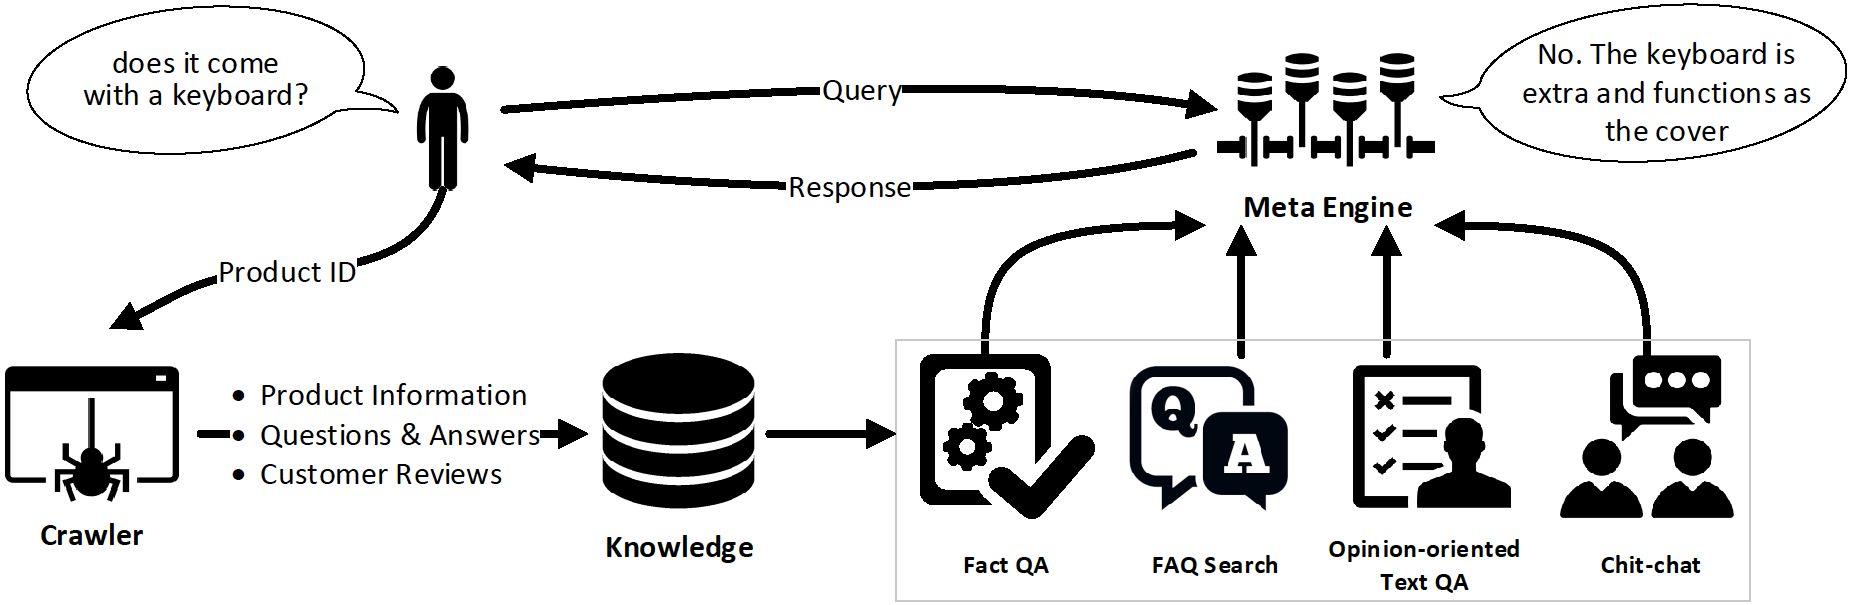 does it come
with a keyboard?
Query
No. The keyboard is
extra and functions as
the cover
Response
Meta Engine
Product ID
• Product Information
• Questions & Answers
• Customer Reviews
Q
A
Crawler
Knowledge
Fact QA
FAQ Search
Opinion-oriented
Text QA
Chit-chat